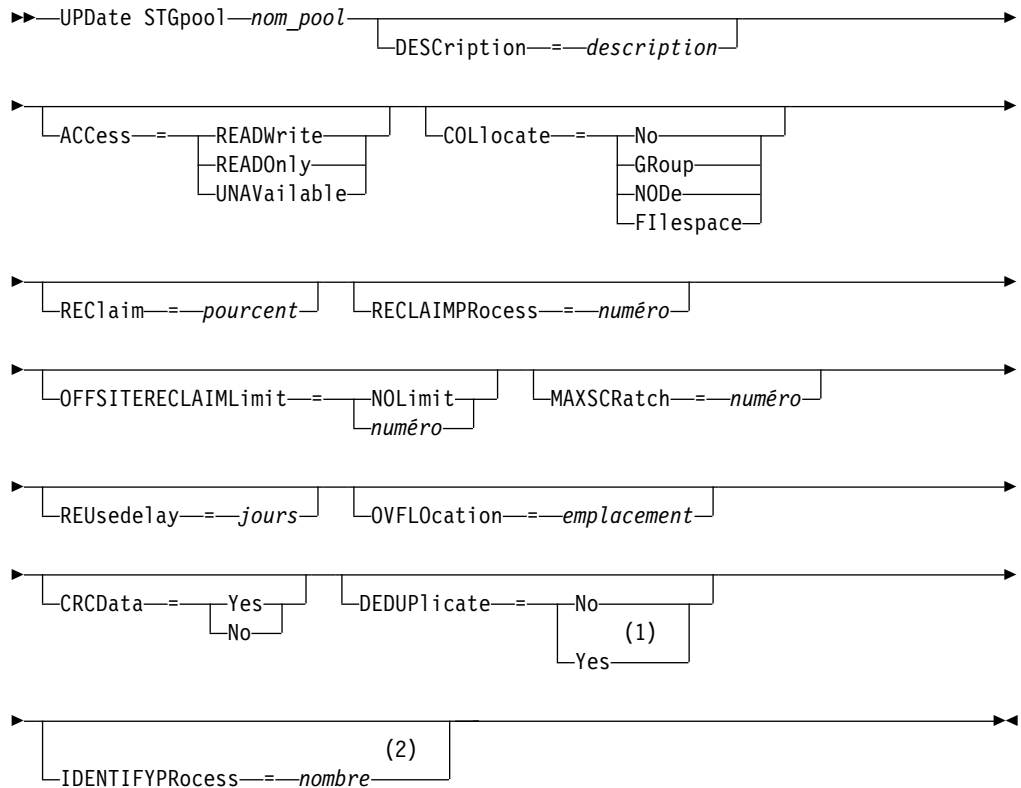 UPDate STGpool nom_pool
DESCription = description
ACCess = READWrite
READOnly
UNAVailable
COLlocate = No
GRoup
NODe
FIlespace
REClaim = pourcent
RECLAIMPRocess = numéro
OFFSITERECLAIMLimit = NOLimit
numéro
MAXSCRatch = numéro
REUsedelay = jours
OVFLOcation = emplacement
CRCData = Yes
No
DEDUPlicate = No
(1)
Yes
(2)
IDENTIFYPRocess = nombre